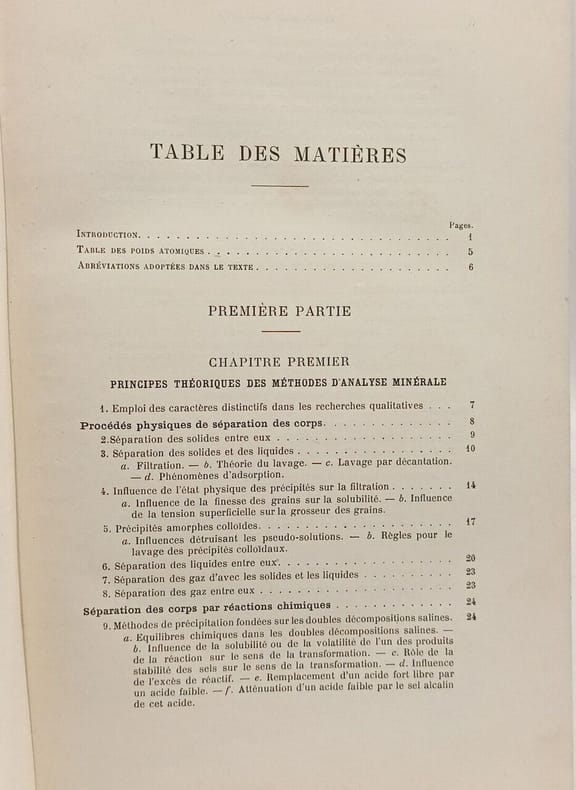 TABLE DES MATIÈRES
Pages.
INTRODUCTION. . . . . . . . . . . . . . . . . . . . . . . . . . . . . 1
TABLE DES POIDS ATOMIQUES . . . . . . . . . . . . . . . . . . . . . . 5
ABRÉVIATIONS ADOPTÉES DANS LE TEXTE . . . . . . . . . . . . . . . . . 6
PREMIÈRE PARTIE
CHAPITRE PREMIER
PRINCIPES THÉORIQUES DES MÉTHODES D'ANALYSE MINÉRALE
1. Emploi des caractères distinctifs dans les recherches qualitatives . . . 7
Procédés physiques de séparation des corps. . . . . . . . . . . . . 8
2. Séparation des solides entre eux . . . . . . . . . . . . . . . . . 9
3. Séparation des solides et des liquides . . . . . . . . . . . . . . 10
a. Filtration. — b. Théorie du lavage. — c. Lavage par décantation.
— d. Phénomènes d'adsorption.
4. Influence de l'état physique des précipités sur la filtration . . . . . . 14
a. Influence de la finesse des grains sur la solubilité. — b. Influence
de la tension superficielle sur la grosseur des grains.
5. Précipités amorphes colloïdes. . . . . . . . . . . . . . . . . . . 17
a. Influences détruisant les pseudo-solutions. — b. Règles pour le
lavage des précipités colloïdaux.
6. Séparation des liquides entre eux. . . . . . . . . . . . . . . . . 20
7. Séparation des gaz d'avec les solides et les liquides . . . . . . . . . 23
8. Séparation des gaz entre eux . . . . . . . . . . . . . . . . . . . 23
Séparation des corps par réactions chimiques . . . . . . . . . . . . 24
9. Méthodes de précipitation fondées sur les doubles décompositions salines. 24
a. Equilibres chimiques dans les doubles décompositions salines. —
b. Influence de la solubilité ou de la volatilité de l'un des produits
de la réaction sur le sens de la transformation. — c. Rôle de la
stabilité des sels sur le sens de la transformation. — d. Influence
de l'excès de réactif. — e. Remplacement d'un acide fort libre par
un acide faible. — f. Atténuation d'un acide faible par le sel alcalin
de cet acide.